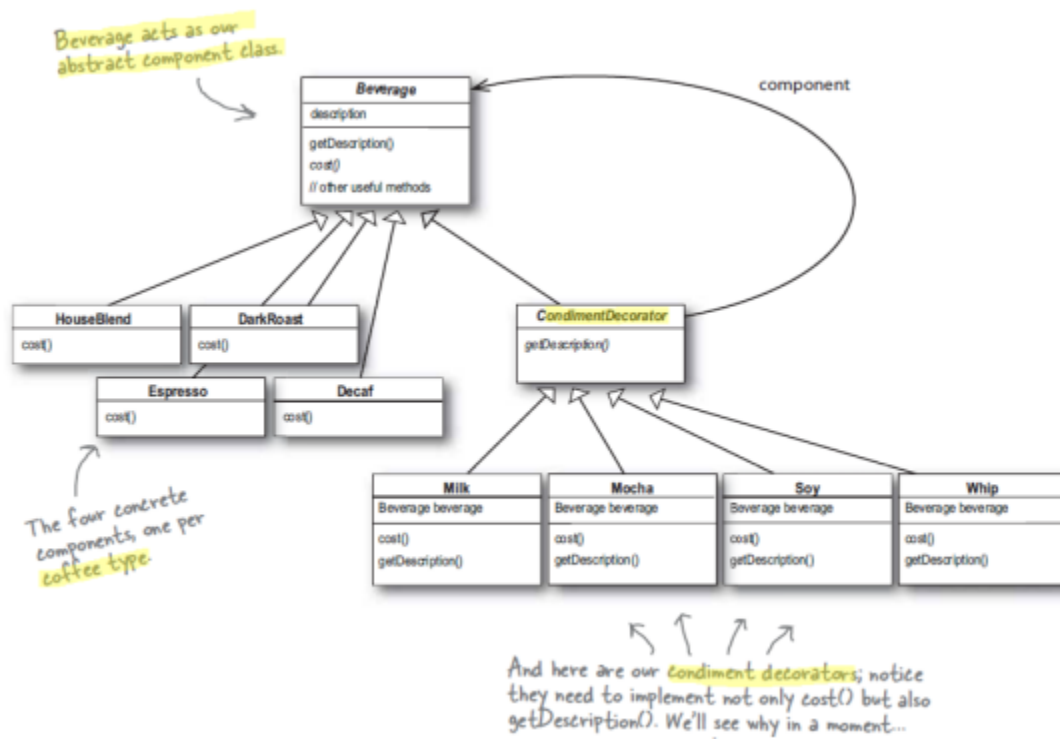 Beverage acts as our
abstract component class.
Beverage
description
getDescription()
cost()
// other useful methods
component
HouseBlend
cost()
DarkRoast
cost()
Espresso
cost()
Decaf
cost()
CondimentDecorator
getDescription()
The four concrete
components, one per
coffee type.
Milk
Beverage beverage
cost()
getDescription()
Mocha
Beverage beverage
cost()
getDescription()
Soy
Beverage beverage
cost()
getDescription()
Whip
Beverage beverage
cost()
getDescription()
And here are our condiment decorators; notice
they need to implement not only cost() but also
getDescription(). We'll see why in a moment...